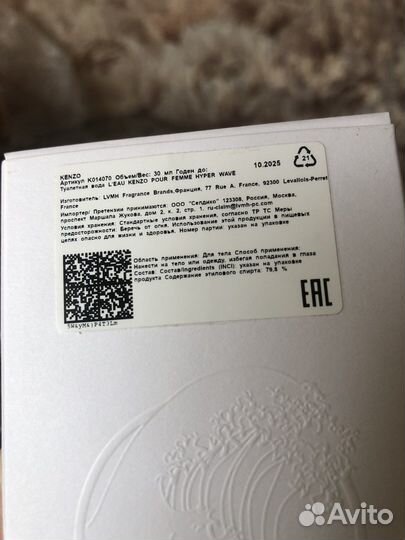 KENZO
Артикул K014070 Объем/Вес: 30 мл Годен до: 10.2025
Туалетная вода L'EAU KENZO POUR FEMME HYPER WAVE
Изготовитель: LVMH Fragrance Brands,Франция, 77 Rue A. France, 92300 Levallois-Perret
France
Импортер/ Претензии принимаются: ООО "Селдико" 123308, Россия, Москва,
проспект Маршала Жукова, дом 2, к. 2, стр. 1. ru-claim@lvmh-pc.com
Условия хранения: Стандартные условия хранения, согласно ТР ТС Меры
предосторожности: Беречь от огня. Использование этой продукции в пищевых
целях опасно для жизни и здоровья. Номер партии указан на упаковке
21
PAP
Область применения: Для тела Способ применения:
Нанести на тело или одежду, избегая попадания в глаза
Состав: Состав/Ingredients (INCI): указан на упаковке
продукта Содержание этилового спирта: 79,8 %
EAC
Avito